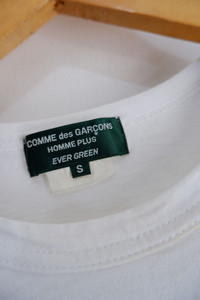 COMME des GARÇONS
HOMME PLUS
EVER GREEN
S